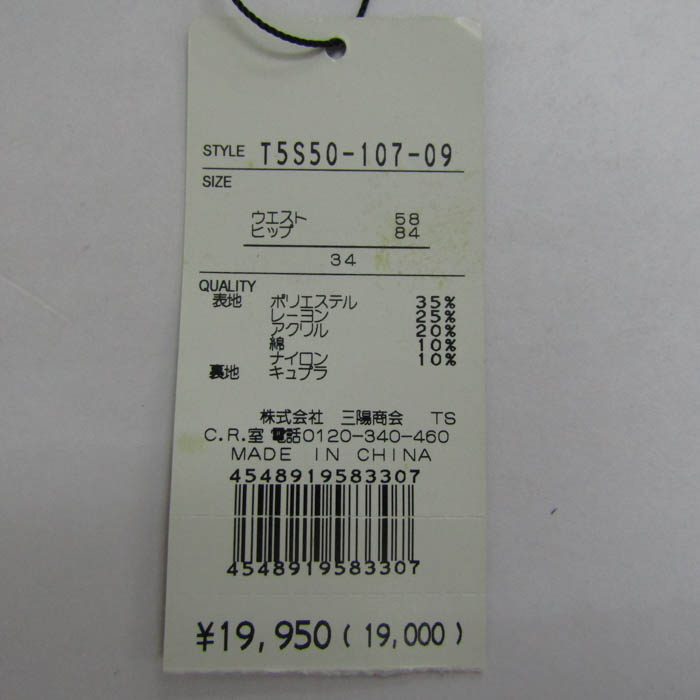 STYLE T5S50-107-09
SIZE
ウエスト 58
ヒップ 84
34
QUALITY
表地 ポリエステル 35%
レーヨン 25%
アクリル 20%
綿 10%
ナイロン 10%
裏地 キュプラ
株式会社 三陽商会 TS
C.R.室 電話0120-340-460
MADE IN CHINA
4548919583307
4548919583307
¥19,950 (19,000)